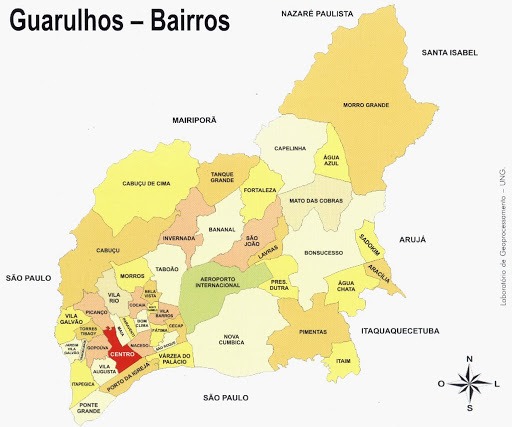 Guarulhos – Bairros
NAZARÉ PAULISTA
SANTA ISABEL
MORRO GRANDE
MAIRIPORÃ
CAPELINHA
ÁGUA
AZUL
TANQUE
GRANDE
CABUÇU DE CIMA
FORTALEZA
MATO DAS COBRAS
BANANAL
INVERNADA
SÃO
JOÃO
LAVRAS
SADOKIM
ARUJÁ
CABUÇU
BONSUCESSO
ARACÍLIA
TABOÃO
MORROS
AEROPORTO
INTERNACIONAL
PRES.
DUTRA
ÁGUA
CHATA
SÃO PAULO
VILA
RIO
BELA
VISTA
COCAIA
VILA
BARROS
PICANÇO
VILA
GALVÃO
TORRES
TIBAGY
MAIA
BOM
CLIMA
CECAP
FÁTIMA
NOVA
CUMBICA
PIMENTAS
ITAQUAQUECETUBA
JARDIM
VILA
GALVÃO
GOPOÚVA
CENTRO
MACEDO
VÁRZEA DO
PALÁCIO
ITAIM
VILA
AUGUSTA
PORTO DA IGREJA
ITAPEGICA
PONTE
GRANDE
SÃO PAULO
N
O
L
S
Laboratório de Geoprocessamento – UNG.